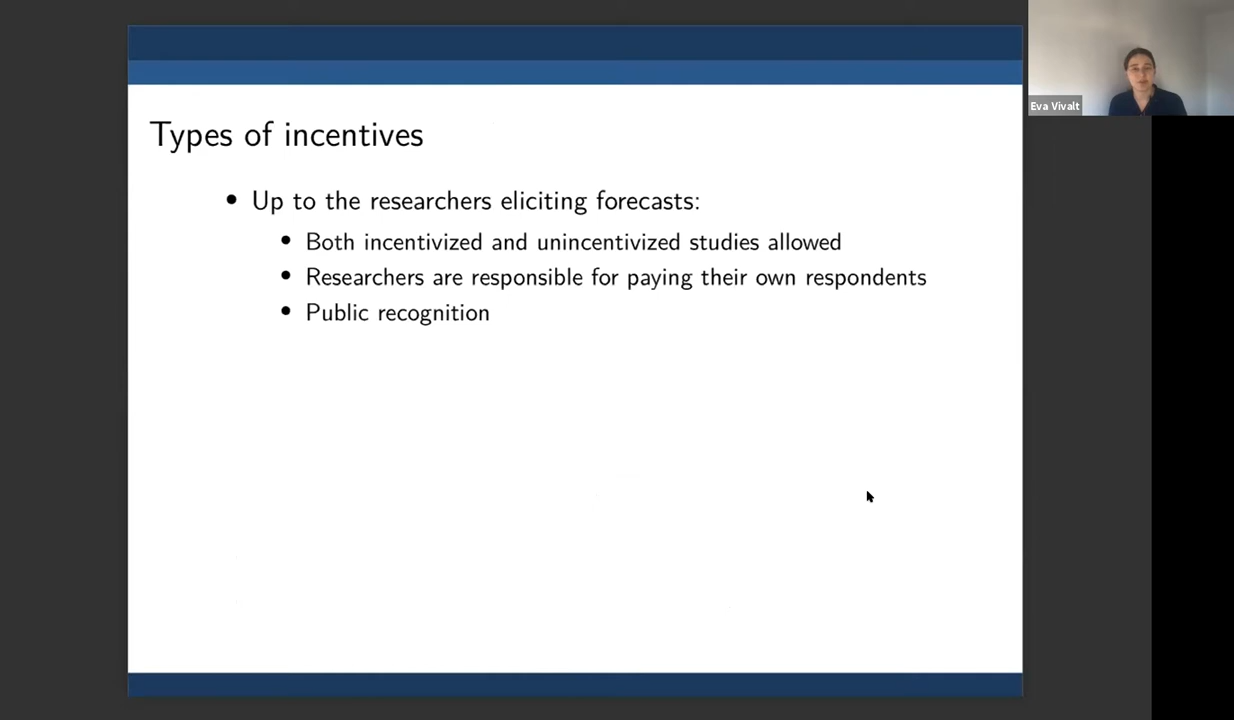 Types of incentives
Up to the researchers eliciting forecasts:
Both incentivized and unincentivized studies allowed
Researchers are responsible for paying their own respondents
Public recognition
Eva Vivalt